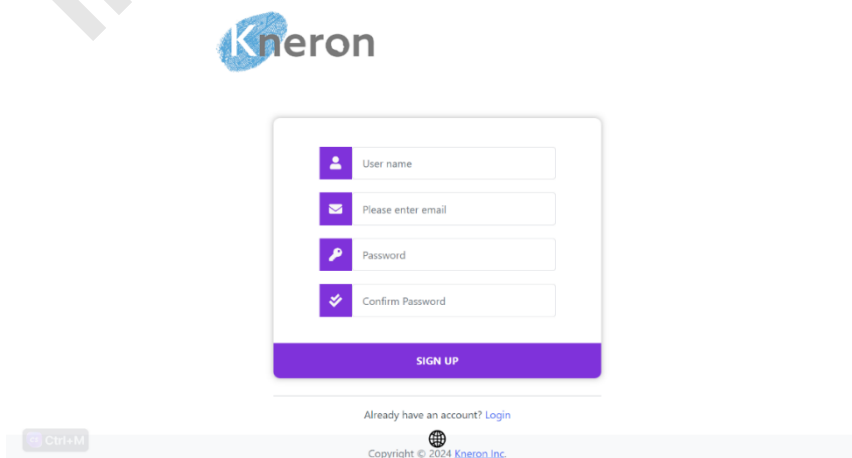 Kneron
User name
Please enter email
Password
Confirm Password
SIGN UP
Already have an account? Login
Ctrl+M
Copyright © 2024 Kneron Inc.